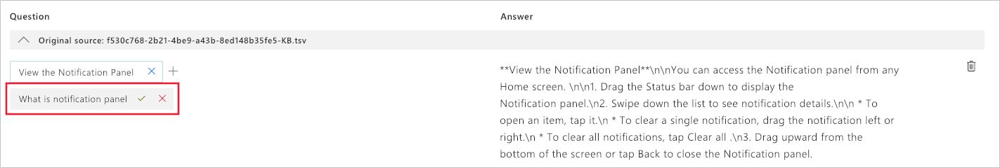 Question
Answer
Original source: f530c768-2b21-4be9-a43b-8ed148b35fe5-KB.tsv
View the Notification Panel
What is notification panel
**View the Notification Panel**\n\nYou can access the Notification panel from any
Home screen. \n\n1. Drag the Status bar down to display the
Notification panel.\n2. Swipe down the list to see notification details.\n\n * To
open an item, tap it.\n * To clear a single notification, drag the notification left or
right.\n * To clear all notifications, tap Clear all .\n3. Drag upward from the
bottom of the screen or tap Back to close the Notification panel.